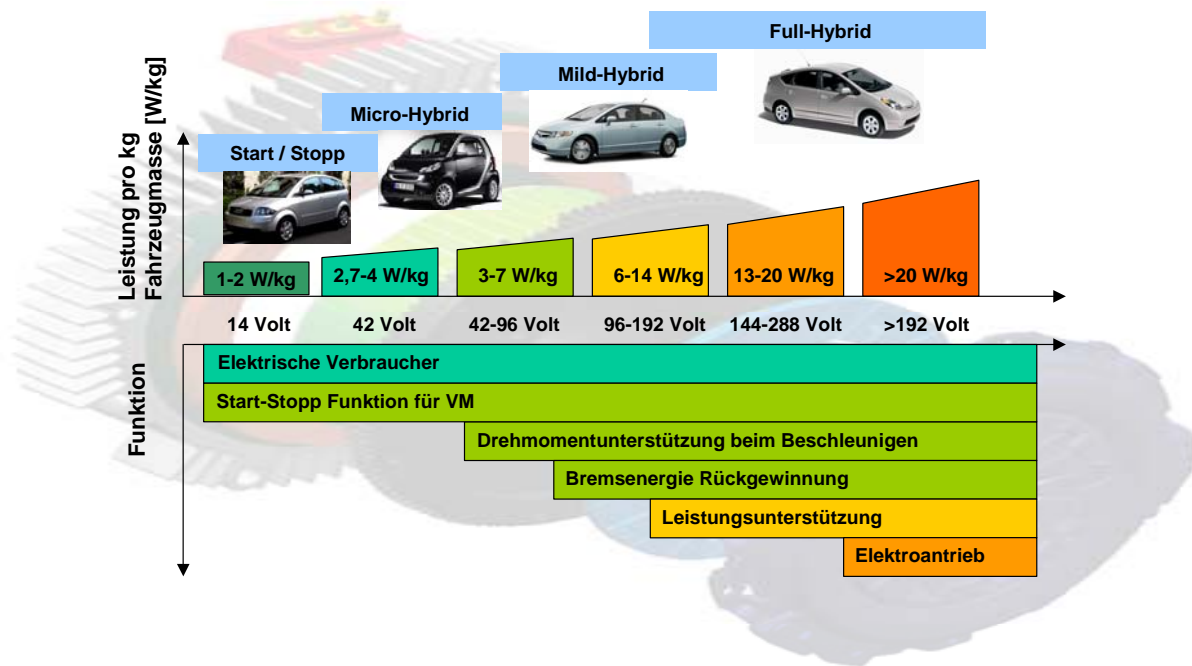 Full-Hybrid
Mild-Hybrid
Micro-Hybrid
Start / Stopp
Leistung pro kg
Fahrzeugmasse [W/kg]
1-2 W/kg
2,7-4 W/kg
3-7 W/kg
6-14 W/kg
13-20 W/kg
>20 W/kg
14 Volt
42 Volt
42-96 Volt
96-192 Volt
144-288 Volt
>192 Volt
Funktion
Elektrische Verbraucher
Start-Stopp Funktion für VM
Drehmomentunterstützung beim Beschleunigen
Bremsenergie Rückgewinnung
Leistungsunterstützung
Elektroantrieb